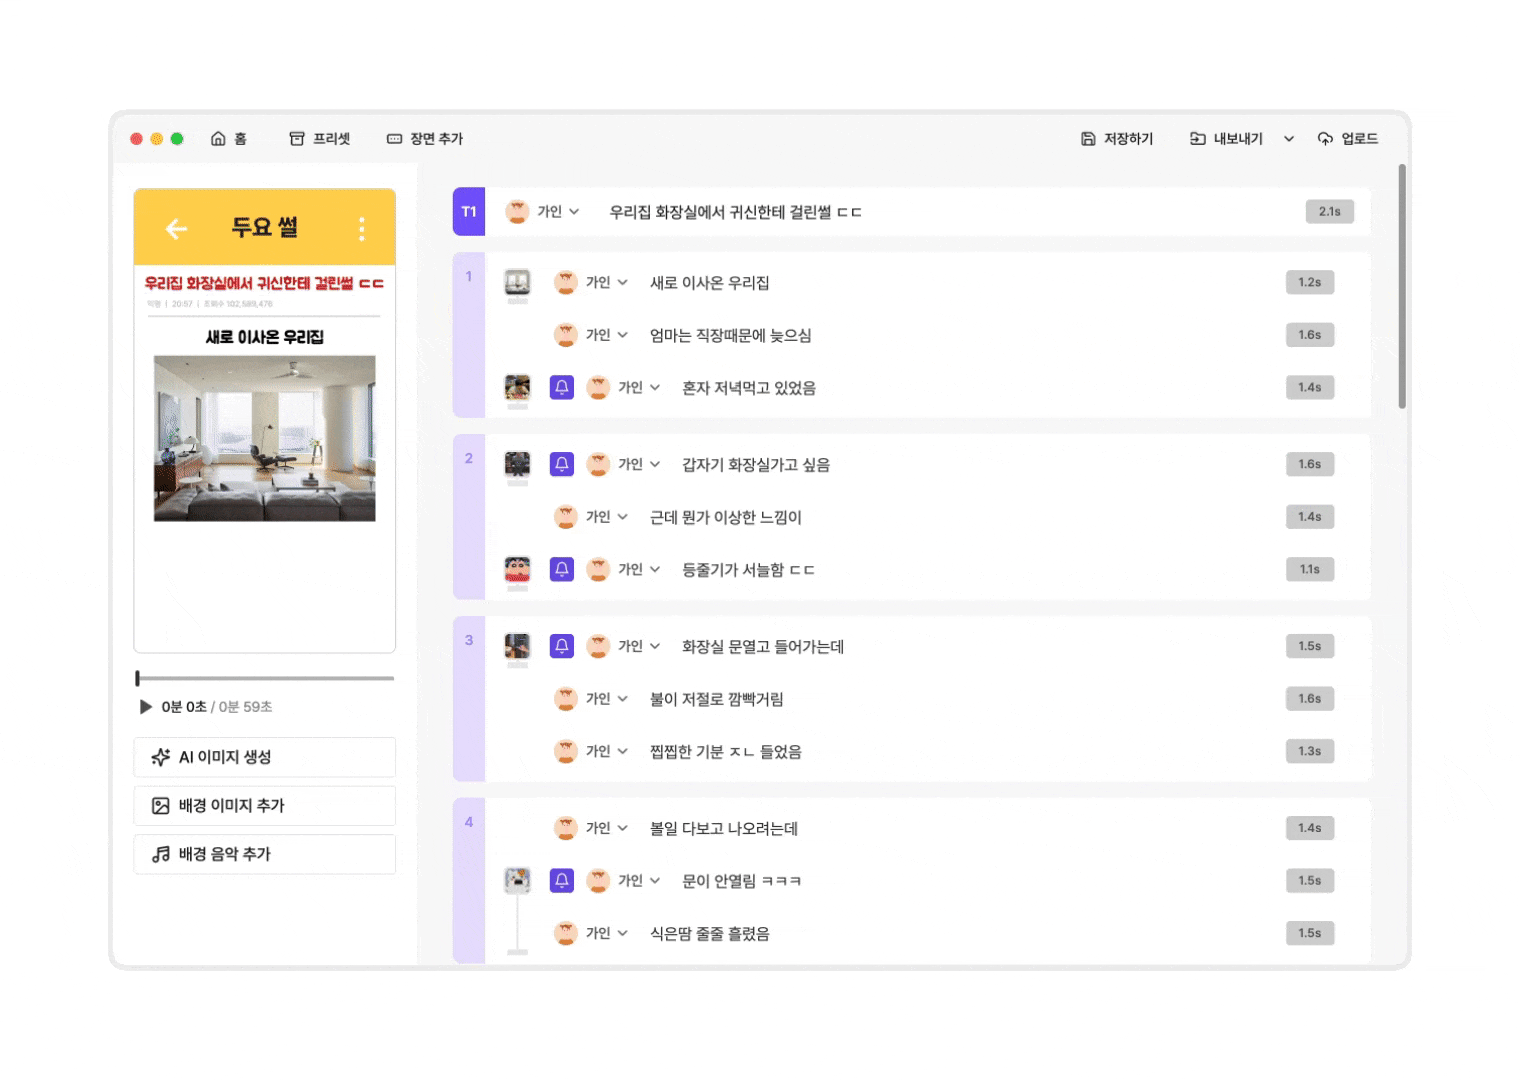 홈 프리셋 장면 추가 저장하기 내보내기 업로드
두요 썰
우리집 화장실에서 귀신한테 걸린썰 ㄷㄷ
익명 | 20:57 | 조회수 102,589,476
새로 이사온 우리집
0분 0초 / 0분 59초
AI 이미지 생성
배경 이미지 추가
배경 음악 추가
T1 가인 우리집 화장실에서 귀신한테 걸린썰 ㄷㄷ 2.1s
1 가인 새로 이사온 우리집 1.2s
가인 엄마는 직장때문에 늦으심 1.6s
가인 혼자 저녁먹고 있었음 1.4s
2 가인 갑자기 화장실가고 싶음 1.6s
가인 근데 뭔가 이상한 느낌이 1.4s
가인 등줄기가 서늘함 ㄷㄷ 1.1s
3 가인 화장실 문열고 들어가는데 1.5s
가인 불이 저절로 깜빡거림 1.6s
가인 찝찝한 기분 ㅈㄴ 들었음 1.3s
4 가인 볼일 다보고 나오려는데 1.4s
가인 문이 안열림 ㅋㅋㅋ 1.5s
가인 식은땀 줄줄 흘렸음 1.5s